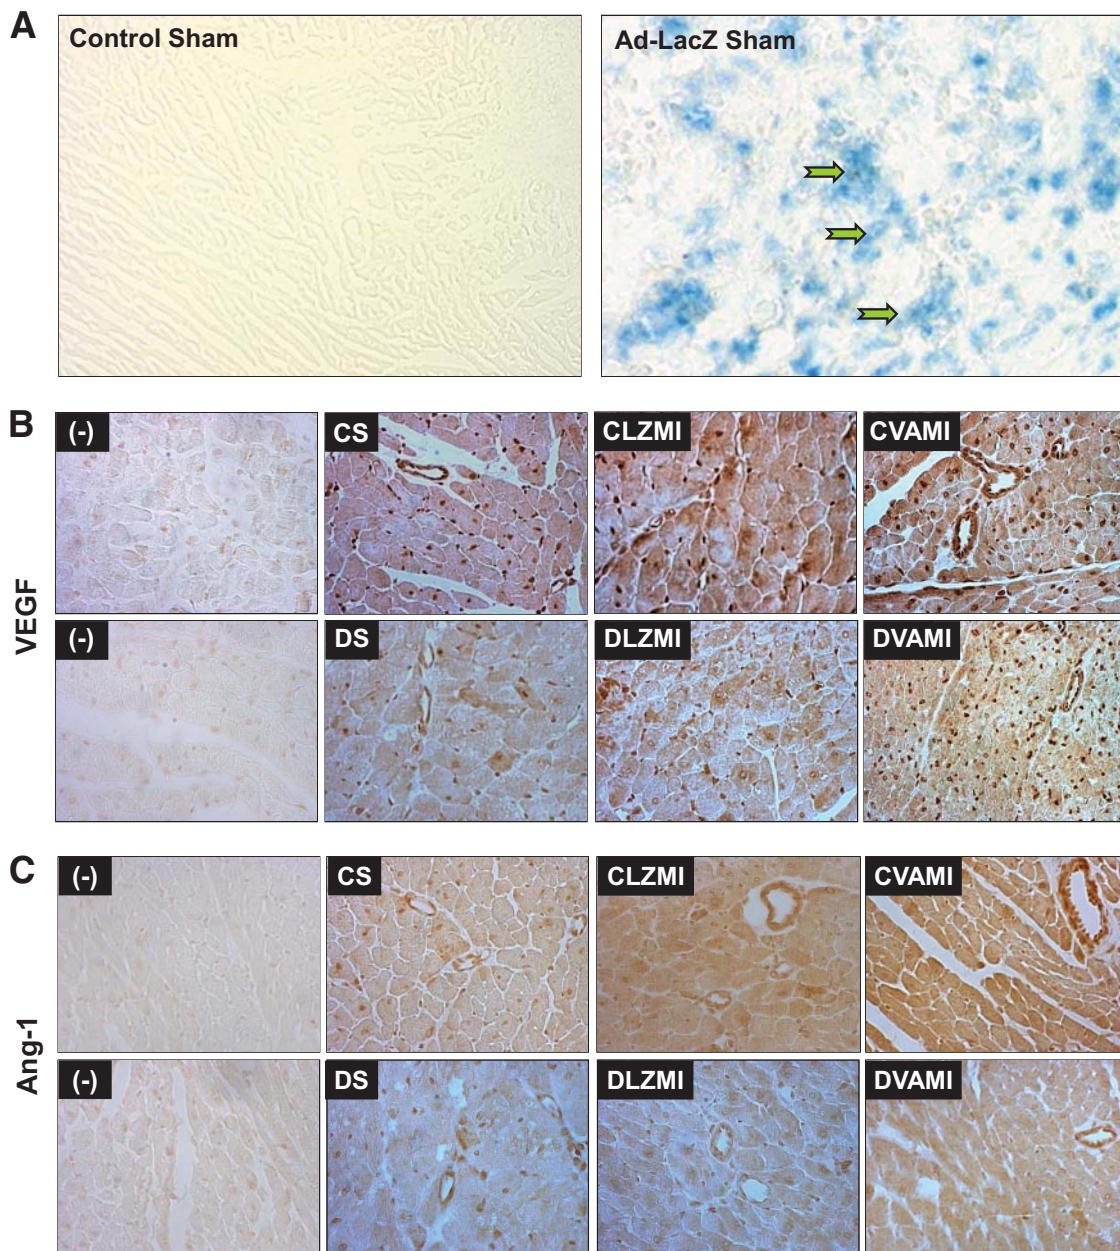 A
Control Sham
Ad-LacZ Sham
B
VEGF
(-)
CS
CLZMI
CVAMI
(-)
DS
DLZMI
DVAMI
C
Ang-1
(-)
CS
CLZMI
CVAMI
(-)
DS
DLZMI
DVAMI